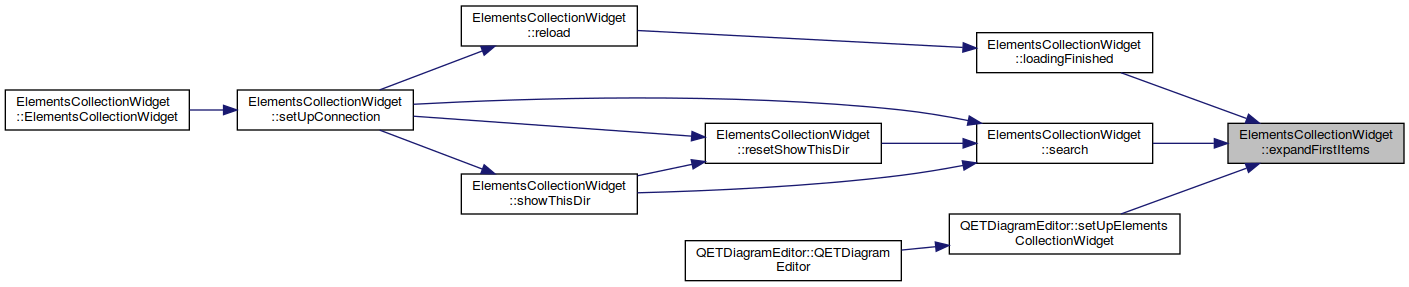 ElementsCollectionWidget
::ElementsCollectionWidget
ElementsCollectionWidget
::setUpConnection
ElementsCollectionWidget
::reload
ElementsCollectionWidget
::showThisDir
ElementsCollectionWidget
::resetShowThisDir
QETDiagramEditor::QETDiagram
Editor
ElementsCollectionWidget
::loadingFinished
ElementsCollectionWidget
::search
QETDiagramEditor::setUpElements
CollectionWidget
ElementsCollectionWidget
::expandFirstItems